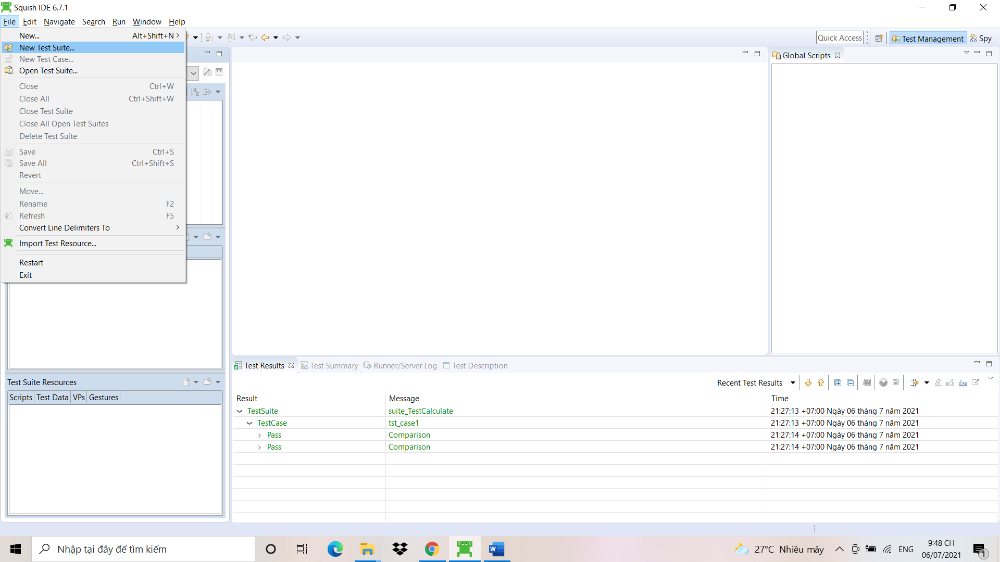 Squish IDE 6.7.1
File Edit Navigate Search Run Window Help
New... Alt+Shift+N
New Test Suite...
New Test Case...
Open Test Suite...
Close Ctrl+W
Close All Ctrl+Shift+W
Close Test Suite
Close All Open Test Suites
Delete Test Suite
Save Ctrl+S
Save All Ctrl+Shift+S
Revert
Move...
Rename F2
Refresh F5
Convert Line Delimiters To
Import Test Resource...
Restart
Exit
Quick Access Test Management Spy
Global Scripts
Test Suite Resources
Scripts Test Data VPs Gestures
Test Results Test Summary Runner/Server Log Test Description
Recent Test Results
Result Message Time
TestSuite suite_TestCalculate 21:27:13 +07:00 Ngày 06 tháng 7 năm 2021
TestCase tst_case1 21:27:13 +07:00 Ngày 06 tháng 7 năm 2021
Pass Comparison 21:27:14 +07:00 Ngày 06 tháng 7 năm 2021
Pass Comparison 21:27:14 +07:00 Ngày 06 tháng 7 năm 2021
Nhập tại đây để tìm kiếm
27°C Nhiều mây
ENG
9:48 CH
06/07/2021
1